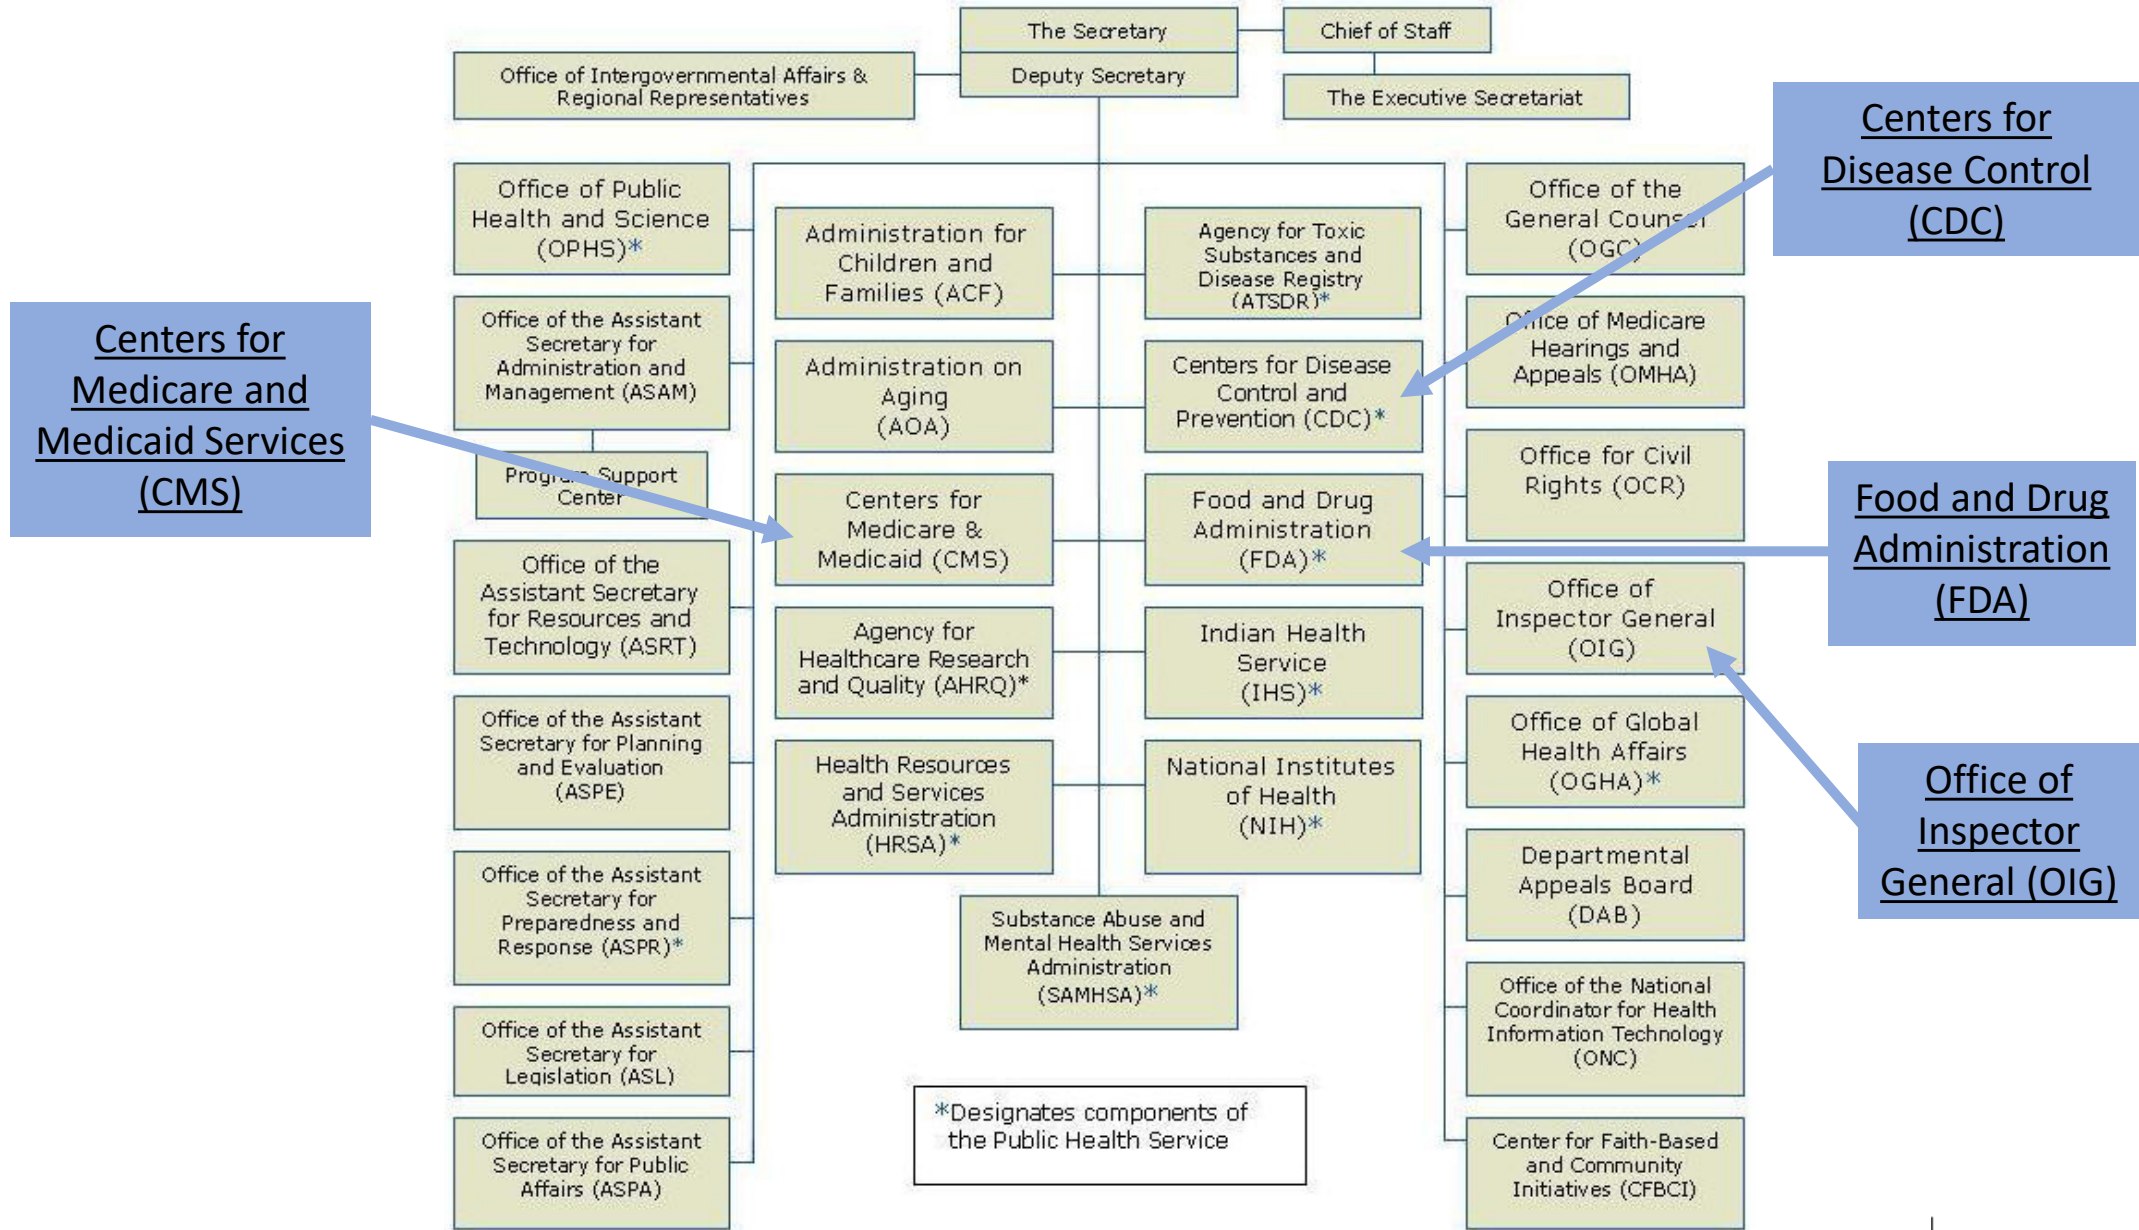 The Secretary
Chief of Staff
Office of Intergovernmental Affairs &
Regional Representatives
Deputy Secretary
The Executive Secretariat
Centers for
Disease Control
(CDC)
Office of Public
Health and Science
(OPHS)*
Administration for
Children and
Families (ACF)
Agency for Toxic
Substances and
Disease Registry
(ATSDR)*
Office of the
General Counsel
(OGC)
Centers for
Medicare and
Medicaid Services
(CMS)
Office of the Assistant
Secretary for
Administration and
Management (ASAM)
Administration on
Aging
(AOA)
Centers for Disease
Control and
Prevention (CDC)*
Office of Medicare
Hearings and
Appeals (OMHA)
Program Support
Center
Centers for
Medicare &
Medicaid (CMS)
Food and Drug
Administration
(FDA)*
Office for Civil
Rights (OCR)
Food and Drug
Administration
(FDA)
Office of the
Assistant Secretary
for Resources and
Technology (ASRT)
Agency for
Healthcare Research
and Quality (AHRQ)*
Indian Health
Service
(IHS)*
Office of
Inspector General
(OIG)
Office of the Assistant
Secretary for Planning
and Evaluation
(ASPE)
Health Resources
and Services
Administration
(HRSA)*
National Institutes
of Health
(NIH)*
Office of Global
Health Affairs
(OGHA)*
Office of
Inspector
General (OIG)
Office of the Assistant
Secretary for
Preparedness and
Response (ASPR)*
Substance Abuse and
Mental Health Services
Administration
(SAMHSA)*
Departmental
Appeals Board
(DAB)
Office of the Assistant
Secretary for
Legislation (ASL)
Office of the National
Coordinator for Health
Information Technology
(ONC)
Office of the Assistant
Secretary for Public
Affairs (ASPA)
*Designates components of
the Public Health Service
Center for Faith-Based
and Community
Initiatives (CFBCI)